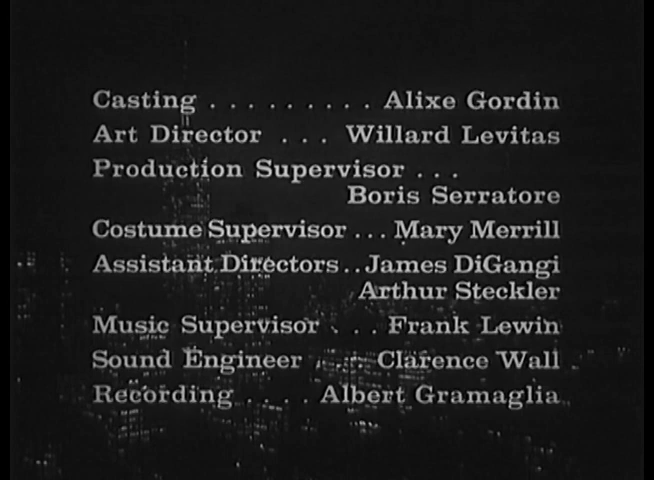 Casting . . . . . . . . . Alixe Gordin
Art Director . . . Willard Levitas
Production Supervisor . . .
Boris Serratore
Costume Supervisor . . . Mary Merrill
Assistant Directors . . James DiGangi
Arthur Steckler
Music Supervisor . . . Frank Lewin
Sound Engineer . . . . Clarence Wall
Recording . . . . Albert Gramaglia